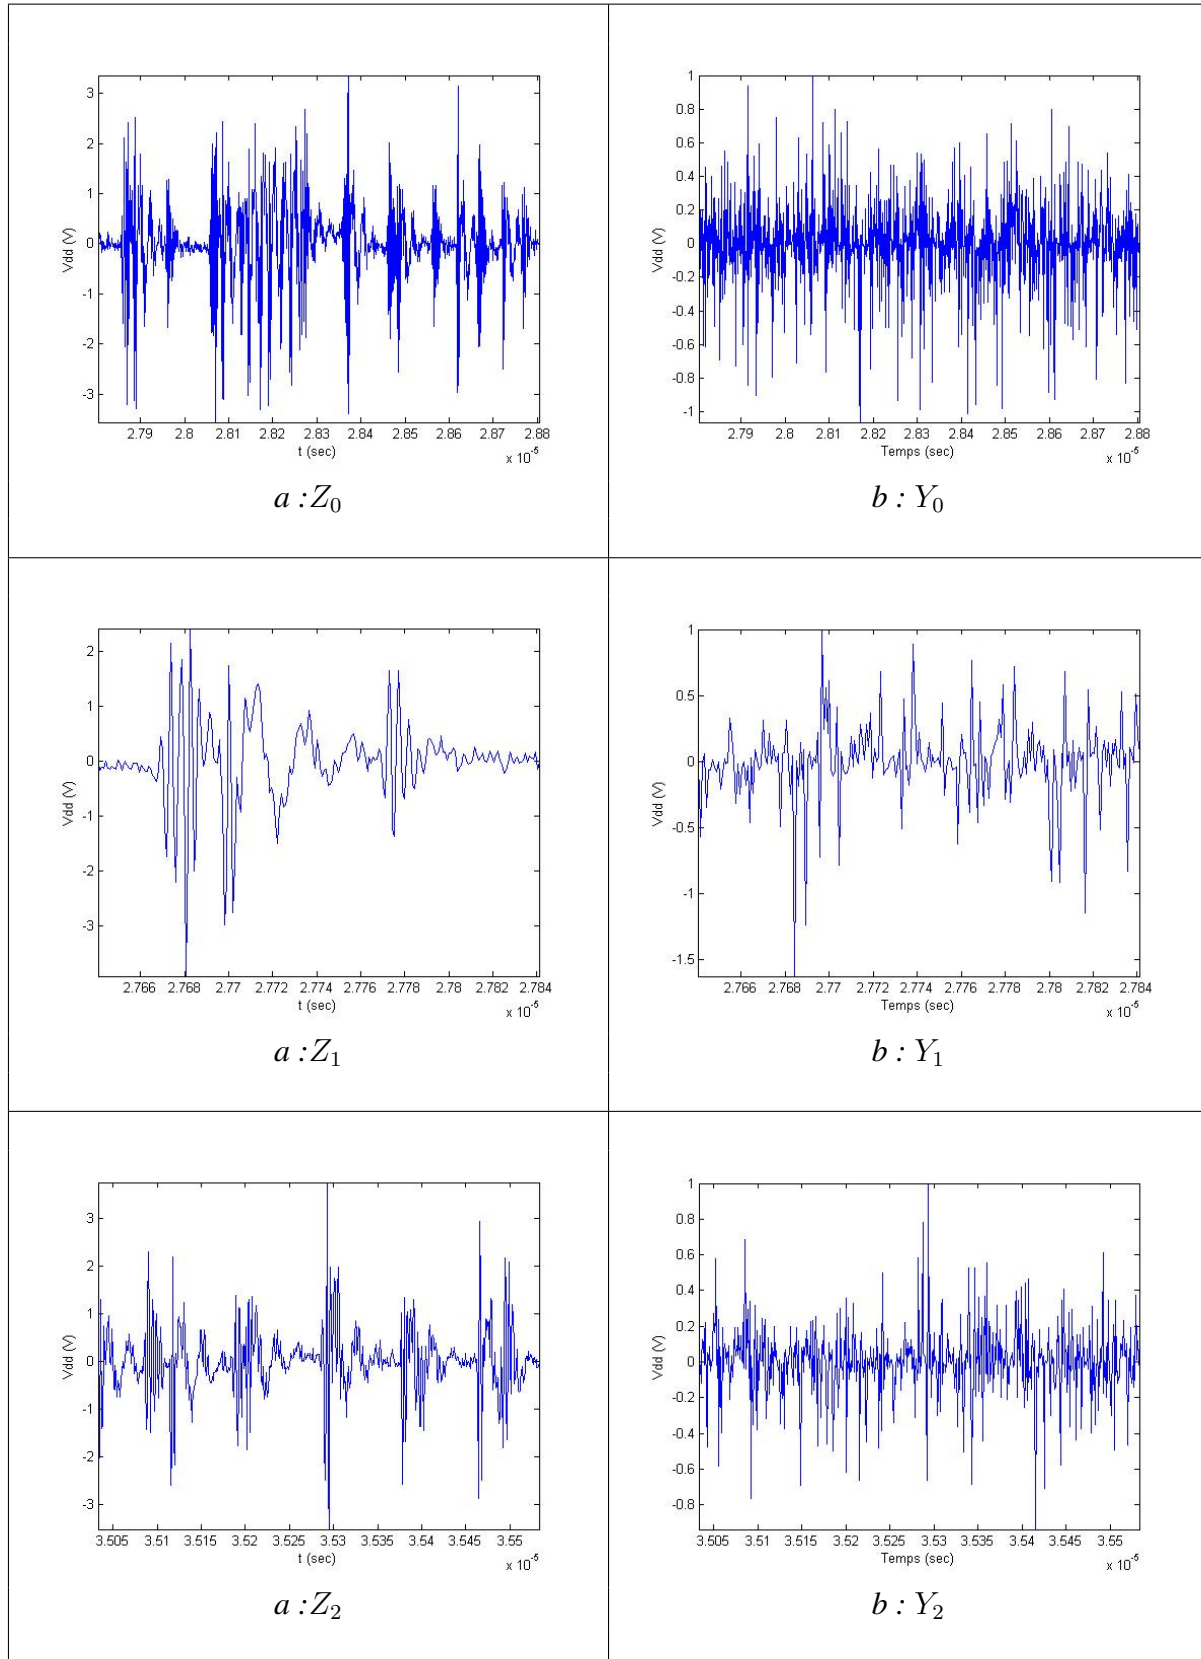 3
2
1
0
-1
-2
-3
Vdd (V)
2.79 2.8 2.81 2.82 2.83 2.84 2.85 2.86 2.87 2.88
t (sec)
x 10⁻⁵
a : Z₀
1
0.8
0.6
0.4
0.2
0
-0.2
-0.4
-0.6
-0.8
-1
Vdd (V)
2.79 2.8 2.81 2.82 2.83 2.84 2.85 2.86 2.87 2.88
Temps (sec)
x 10⁻⁵
b : Y₀
2
1
0
-1
-2
-3
Vdd (V)
2.766 2.768 2.77 2.772 2.774 2.776 2.778 2.78 2.782 2.784
t (sec)
x 10⁻⁵
a : Z₁
1
0.5
0
-0.5
-1
-1.5
Vdd (V)
2.766 2.768 2.77 2.772 2.774 2.776 2.778 2.78 2.782 2.784
Temps (sec)
x 10⁻⁵
b : Y₁
3
2
1
0
-1
-2
-3
Vdd (V)
3.505 3.51 3.515 3.52 3.525 3.53 3.535 3.54 3.545 3.55
t (sec)
x 10⁻⁵
a : Z₂
1
0.8
0.6
0.4
0.2
0
-0.2
-0.4
-0.6
-0.8
Vdd (V)
3.505 3.51 3.515 3.52 3.525 3.53 3.535 3.54 3.545 3.55
Temps (sec)
x 10⁻⁵
b : Y₂